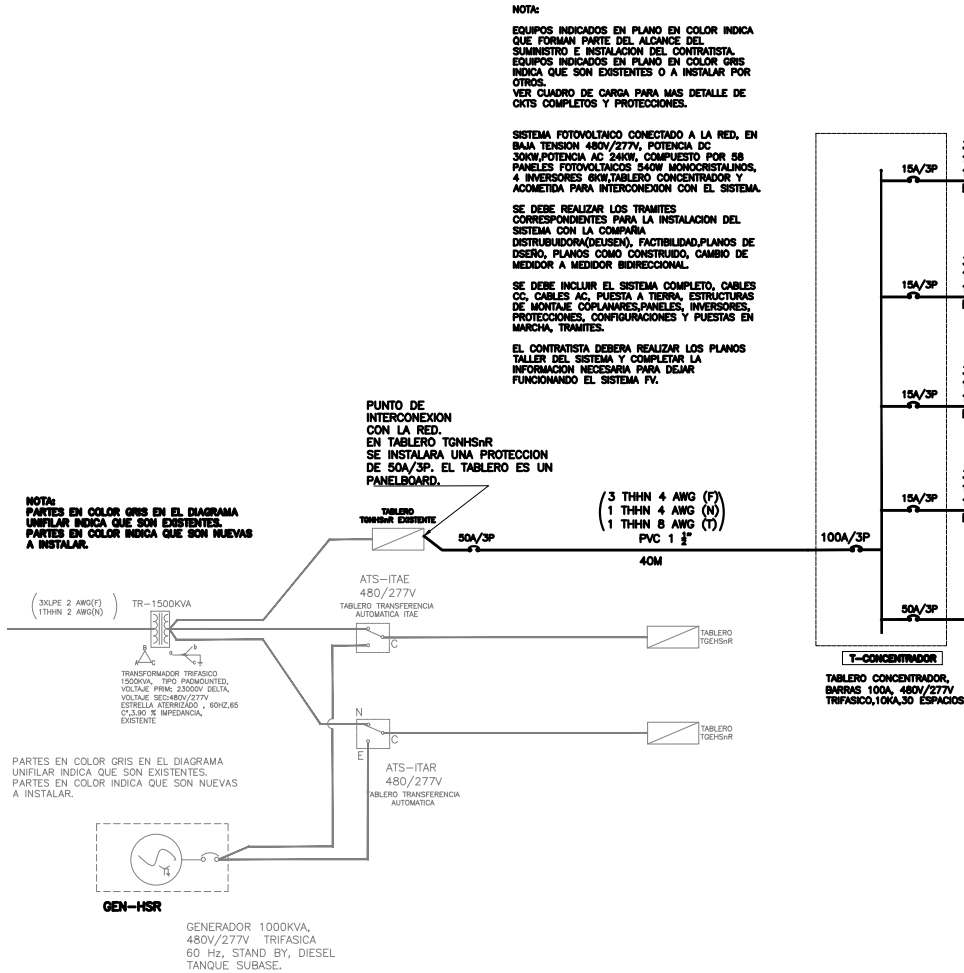 NOTA:
EQUIPOS INDICADOS EN PLANO EN COLOR INDICA
QUE FORMAN PARTE DEL ALCANCE DEL
SUMINISTRO E INSTALACION DEL CONTRATISTA.
EQUIPOS INDICADOS EN PLANO EN COLOR GRIS
INDICA QUE SON EXISTENTES O A INSTALAR POR
OTROS.
VER CUADRO DE CARGA PARA MAS DETALLE DE
CKTS COMPLETOS Y PROTECCIONES.
SISTEMA FOTOVOLTAICO CONECTADO A LA RED, EN
BAJA TENSION 480V/277V, POTENCIA DC
30KW,POTENCIA AC 24KW, COMPUESTO POR 58
PANELES FOTOVOLTAICOS 540W MONOCRISTALINOS,
4 INVERSORES 6KW,TABLERO CONCENTRADOR Y
ACOMETIDA PARA INTERCONEXION CON EL SISTEMA.
SE DEBE REALIZAR LOS TRAMITES
CORRESPONDIENTES PARA LA INSTALACION DEL
SISTEMA CON LA COMPAÑIA
DISTRUBUIDORA(DEUSEN), FACTIBILIDAD,PLANOS DE
DSEÑO, PLANOS COMO CONSTRUIDO, CAMBIO DE
MEDIDOR A MEDIDOR BIDIRECCIONAL.
SE DEBE INCLUIR EL SISTEMA COMPLETO, CABLES
CC, CABLES AC, PUESTA A TIERRA, ESTRUCTURAS
DE MONTAJE COPLANARES,PANELES, INVERSORES,
PROTECCIONES, CONFIGURACIONES Y PUESTAS EN
MARCHA, TRAMITES.
EL CONTRATISTA DEBERA REALIZAR LOS PLANOS
TALLER DEL SISTEMA Y COMPLETAR LA
INFORMACION NECESARIA PARA DEJAR
FUNCIONANDO EL SISTEMA FV.
15A/3P
15A/3P
15A/3P
15A/3P
50A/3P
100A/3P
T-CONCENTRADOR
TABLERO CONCENTRADOR,
BARRAS 100A, 480V/277V
TRIFASICO,10KA,30 ESPACIOS
PUNTO DE
INTERCONEXION
CON LA RED.
EN TABLERO TGNHSnR
SE INSTALARA UNA PROTECCION
DE 50A/3P. EL TABLERO ES UN
PANELBOARD.
TABLERO
TGNHSnR EXISTENTE
50A/3P
3 THHN 4 AWG (F)
1 THHN 4 AWG (N)
1 THHN 8 AWG (T)
PVC 1 ½"
40M
NOTA:
PARTES EN COLOR GRIS EN EL DIAGRAMA
UNIFILAR INDICA QUE SON EXISTENTES.
PARTES EN COLOR INDICA QUE SON NUEVAS
A INSTALAR.
3XLPE 2 AWG(F)
1THHN 2 AWG(N)
TR-1500KVA
B
A
C
a
b
c
TRANSFORMADOR TRIFASICO
1500KVA, TIPO PADMOUNTED,
VOLTAJE PRIM: 23000V DELTA,
VOLTAJE SEC:480V/277V
ESTRELLA ATERRIZADO , 60HZ,65
C°,3.90 % IMPEDANCIA,
EXISTENTE
ATS-ITAE
480/277V
TABLERO TRANSFERENCIA
AUTOMATICA ITAE
C
TABLERO
TGEHSnR
N
C
E
TABLERO
TGEHSnR
ATS-ITAR
480/277V
TABLERO TRANSFERENCIA
AUTOMATICA
PARTES EN COLOR GRIS EN EL DIAGRAMA
UNIFILAR INDICA QUE SON EXISTENTES.
PARTES EN COLOR INDICA QUE SON NUEVAS
A INSTALAR.
GEN-HSR
GENERADOR 1000KVA,
480V/277V TRIFASICA
60 Hz, STAND BY, DIESEL
TANQUE SUBASE.